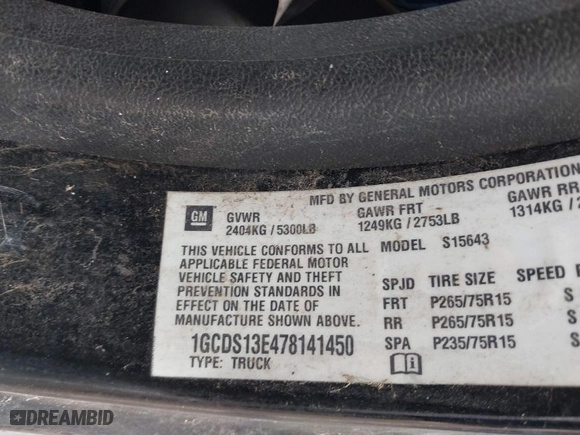 MFD BY GENERAL MOTORS CORPORATION
GM GVWR GAWR FRT GAWR RR
2404KG / 5300LB 1249KG / 2753LB 1314KG / 2
THIS VEHICLE CONFORMS TO ALL MODEL S15643
APPLICABLE FEDERAL MOTOR
VEHICLE SAFETY AND THEFT SPJD TIRE SIZE SPEED
PREVENTION STANDARDS IN FRT P265/75R15 S
EFFECT ON THE DATE OF RR P265/75R15 S
MANUFACTURE SHOWN ABOVE. SPA P235/75R15 S
1GCDS13E478141450
TYPE: TRUCK
DREAMBID